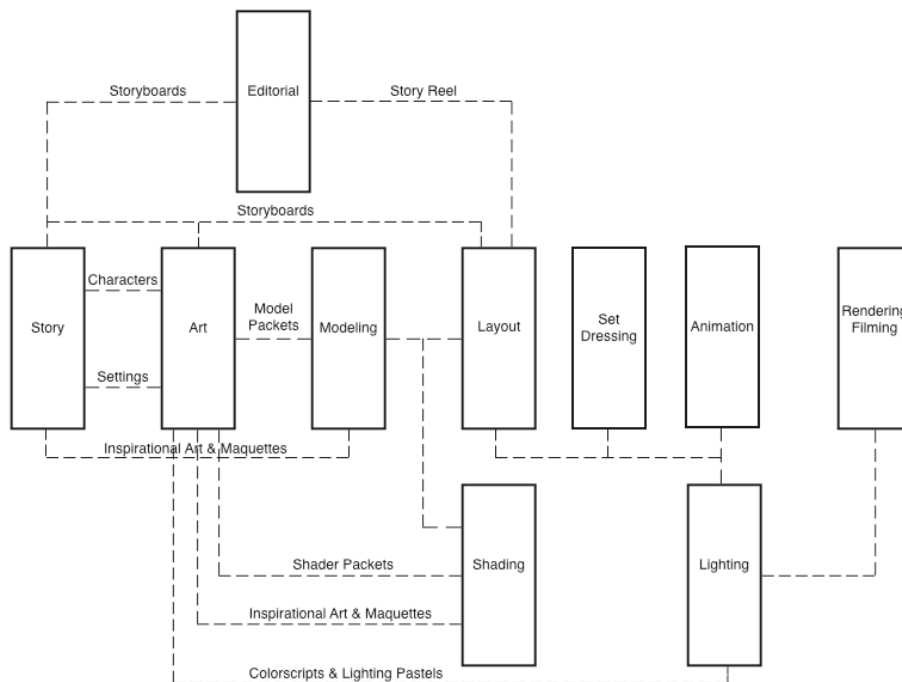 Storyboards
Editorial
Story Reel
Storyboards
Characters
Story
Settings
Art
Model
Packets
Modeling
Layout
Set
Dressing
Animation
Rendering
Filming
Inspirational Art & Maquettes
Shader Packets
Shading
Lighting
Inspirational Art & Maquettes
Colorscripts & Lighting Pastels